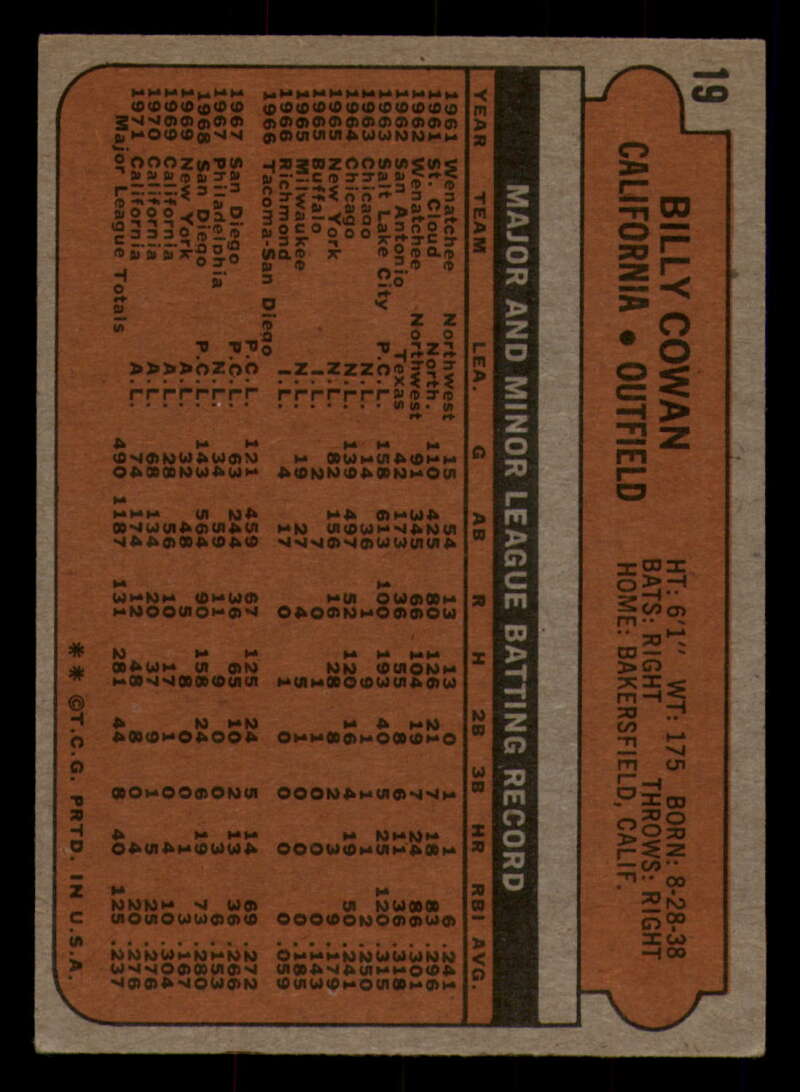 19
BILLY COWAN
CALIFORNIA • OUTFIELD
HT: 6'1" WT: 175 BORN: 8-28-38
BATS: RIGHT THROWS: RIGHT
HOME: BAKERSFIELD, CALIF.
MAJOR AND MINOR LEAGUE BATTING RECORD
YEAR TEAM LEA. G AB R H 2B 3B HR RBI AVG.
1961 Wenatchee Northwest 15 54 13 13 0 1 1 6 .241
1961 St. Cloud North. 110 425 80 126 21 7 18 83 .296
1962 Wenatchee Northwest 91 345 66 104 19 7 24 86 .301
1962 San Antonio Texas 42 173 36 55 8 6 11 36 .318
1963 Salt Lake City P.C.L. 158 613 100 193 40 5 25 120 .315
1963 Chicago N.L. 14 36 1 9 1 1 1 2 .250
1964 Chicago N.L. 139 497 52 120 16 4 19 50 .241
1965 New York N.L. 82 156 16 28 8 2 3 9 .179
1965 Buffalo I.L. 2 7 0 1 1 0 0 0 .143
1965 Milwaukee N.L. 19 27 4 5 1 0 0 0 .185
1966 Richmond I.L. 4 17 0 1 0 0 0 0 .059
1966 Tacoma-San Diego P.C.L. 121 459 67 125 24 5 14 69 .272
1967 San Diego P.C.L. 63 244 36 65 10 2 13 36 .266
1967 Philadelphia N.L. 34 59 11 9 0 0 3 6 .153
1968 San Diego P.C.L. 143 564 90 158 24 6 19 73 .280
1969 New York A.L. 32 48 5 8 0 0 1 3 .167
1969 California A.L. 28 56 10 17 1 0 4 10 .304
1970 California A.L. 68 134 20 37 9 1 5 25 .276
1971 California A.L. 74 174 12 48 8 0 4 20 .276
Major League Totals 490 1187 131 281 44 8 40 125 .237
** ©T.C.G. PRTD. IN U.S.A.